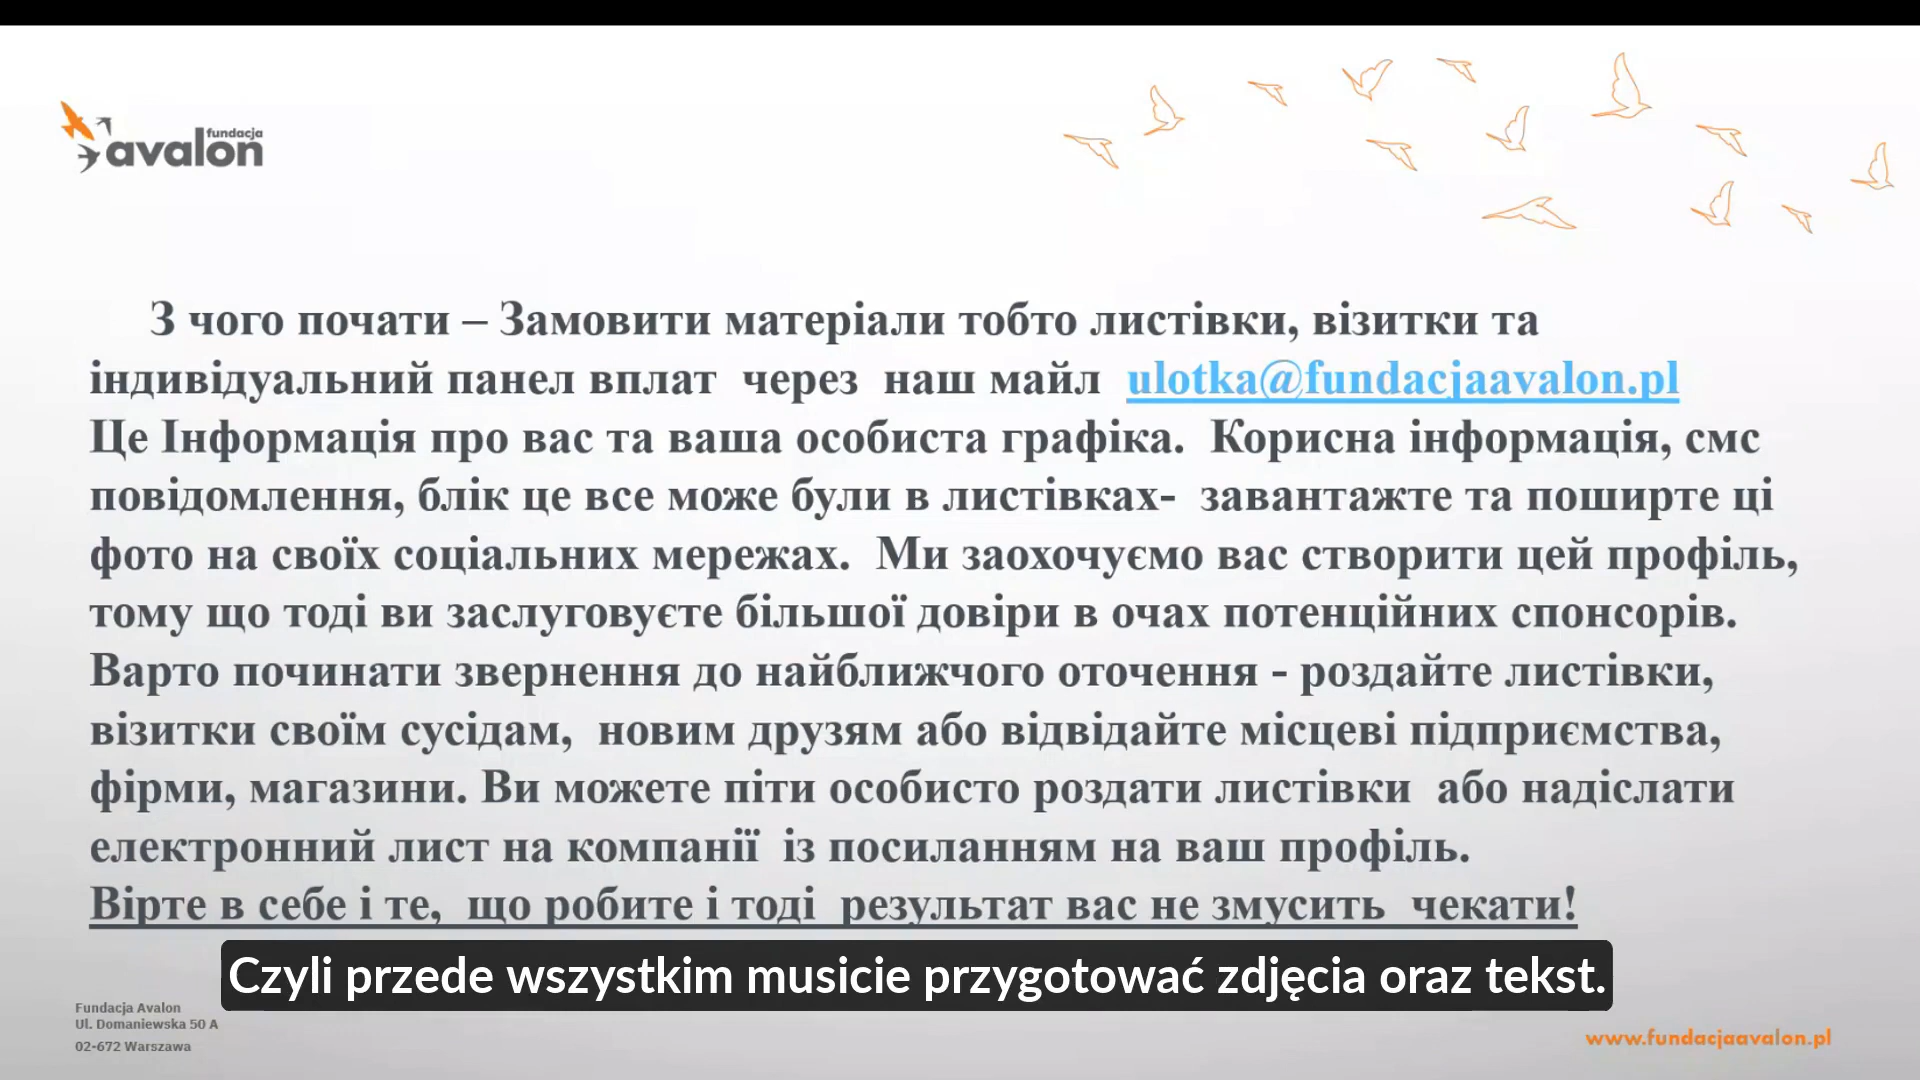 fundacja
avalon
З чого почати – Замовити матеріали тобто листівки, візитки та
індивідуальний панел вплат через наш майл ulotka@fundacjaavalon.pl
Це Інформація про вас та ваша особиста графіка. Корисна інформація, смс
повідомлення, блік це все може були в листівках- завантажте та поширте ці
фото на своїх соціальних мережах. Ми заохочуємо вас створити цей профіль,
тому що тоді ви заслуговуєте більшої довіри в очах потенційних спонсорів.
Варто починати звернення до найближчого оточення - роздайте листівки,
візитки своїм сусідам, новим друзям або відвідайте місцеві підприємства,
фірми, магазини. Ви можете піти особисто роздати листівки або надіслати
електронний лист на компанії із посиланням на ваш профіль.
Вірте в себе і те, що робите і тоді результат вас не змусить чекати!
Czyli przede wszystkim musicie przygotować zdjęcia oraz tekst.
Fundacja Avalon
Ul. Domaniewska 50 A
02-672 Warszawa
www.fundacjaavalon.pl